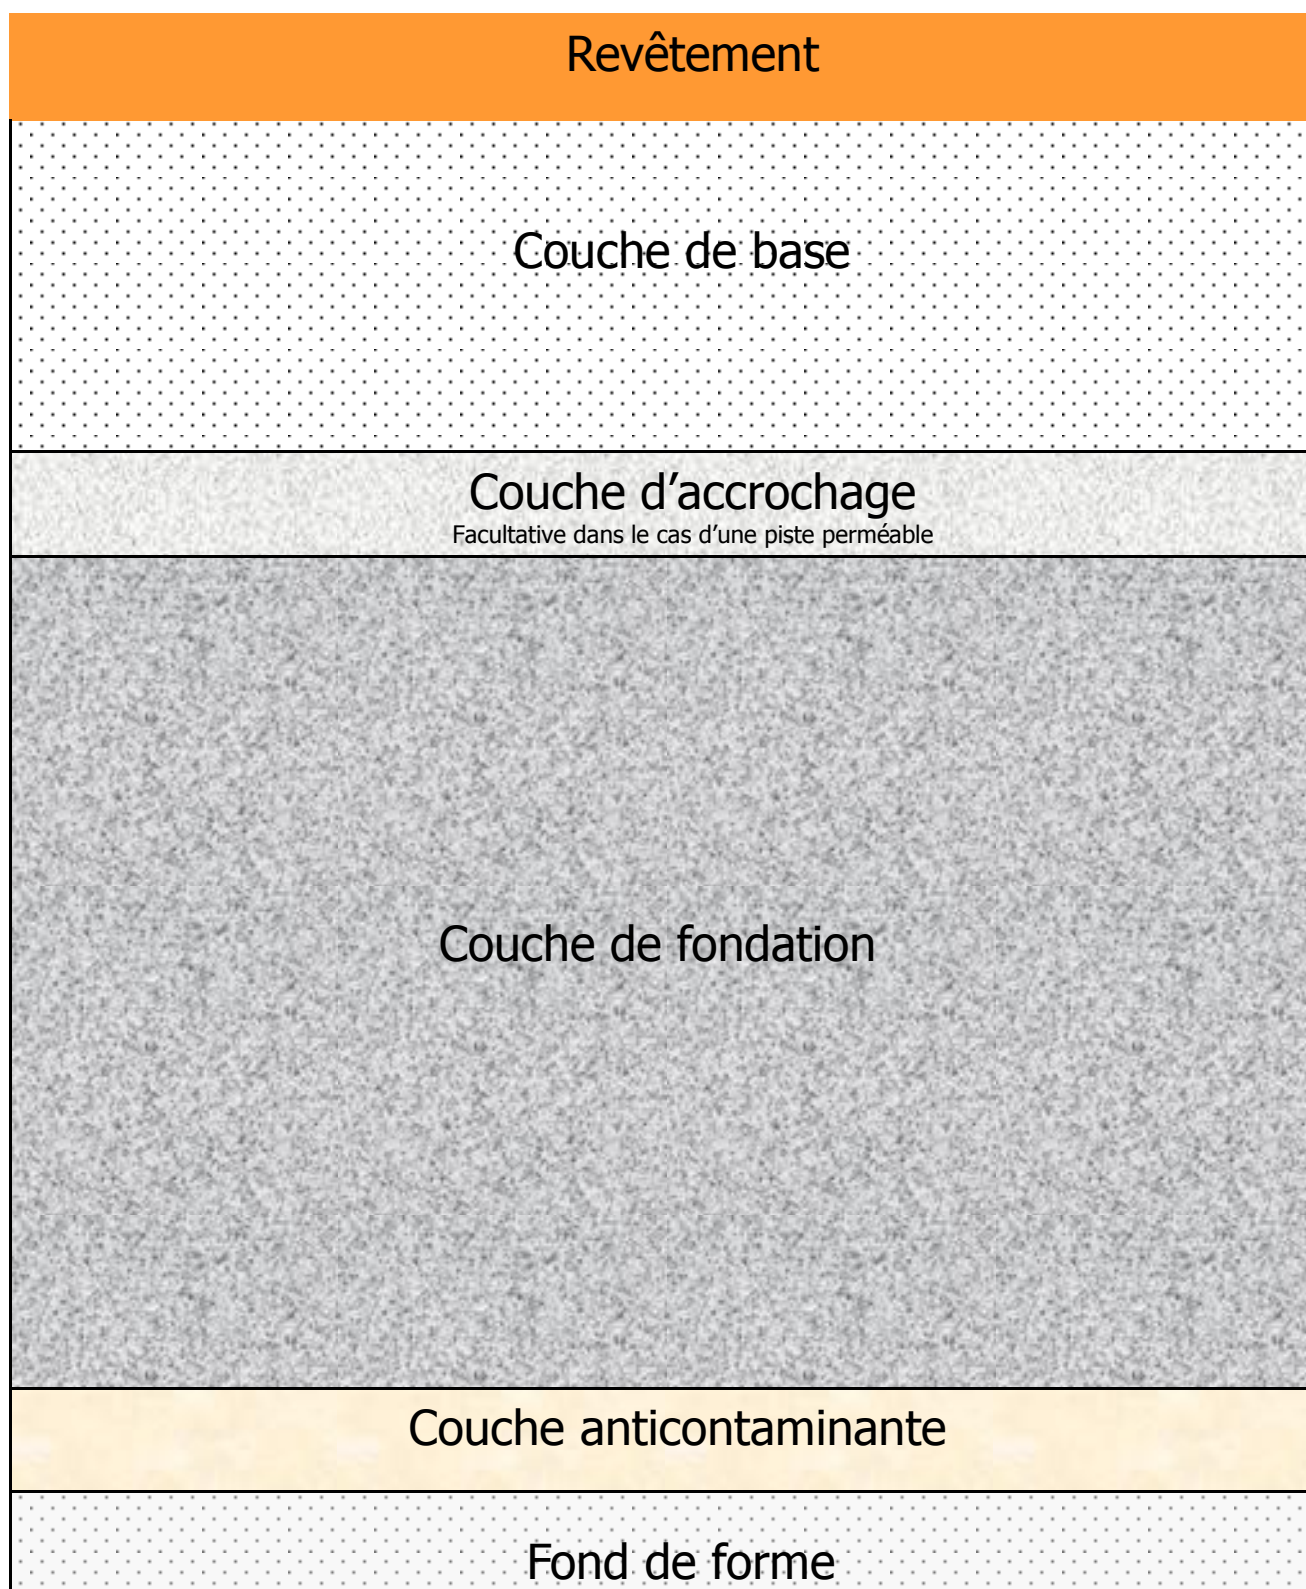 Revêtement
Couche de base
Couche d’accrochage
Facultative dans le cas d’une piste perméable
Couche de fondation
Couche anticontaminante
Fond de forme